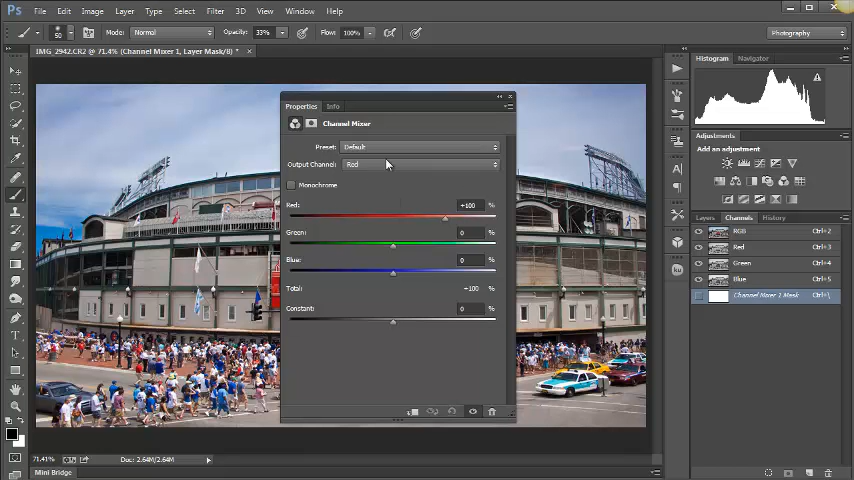 Ps File Edit Image Layer Type Select Filter 3D View Window Help
50 Mode: Normal Opacity: 33% Flow: 100% Photography
IMG_2942.CR2 @ 71.4% (Channel Mixer 1, Layer Mask/8) * ×
Histogram Navigator
Properties Info
Channel Mixer
Preset: Default
Output Channel: Red
Monochrome
Red: +100 %
Green: 0 %
Blue: 0 %
Total: +100 %
Constant: 0 %
Adjustments
Add an adjustment
Layers Channels History
RGB Ctrl+2
Red Ctrl+3
Green Ctrl+4
Blue Ctrl+5
Channel Mixer 1 Mask Ctrl+\
A
¶
ku
T
71.41% Doc: 2.64M/2.64M
Mini Bridge